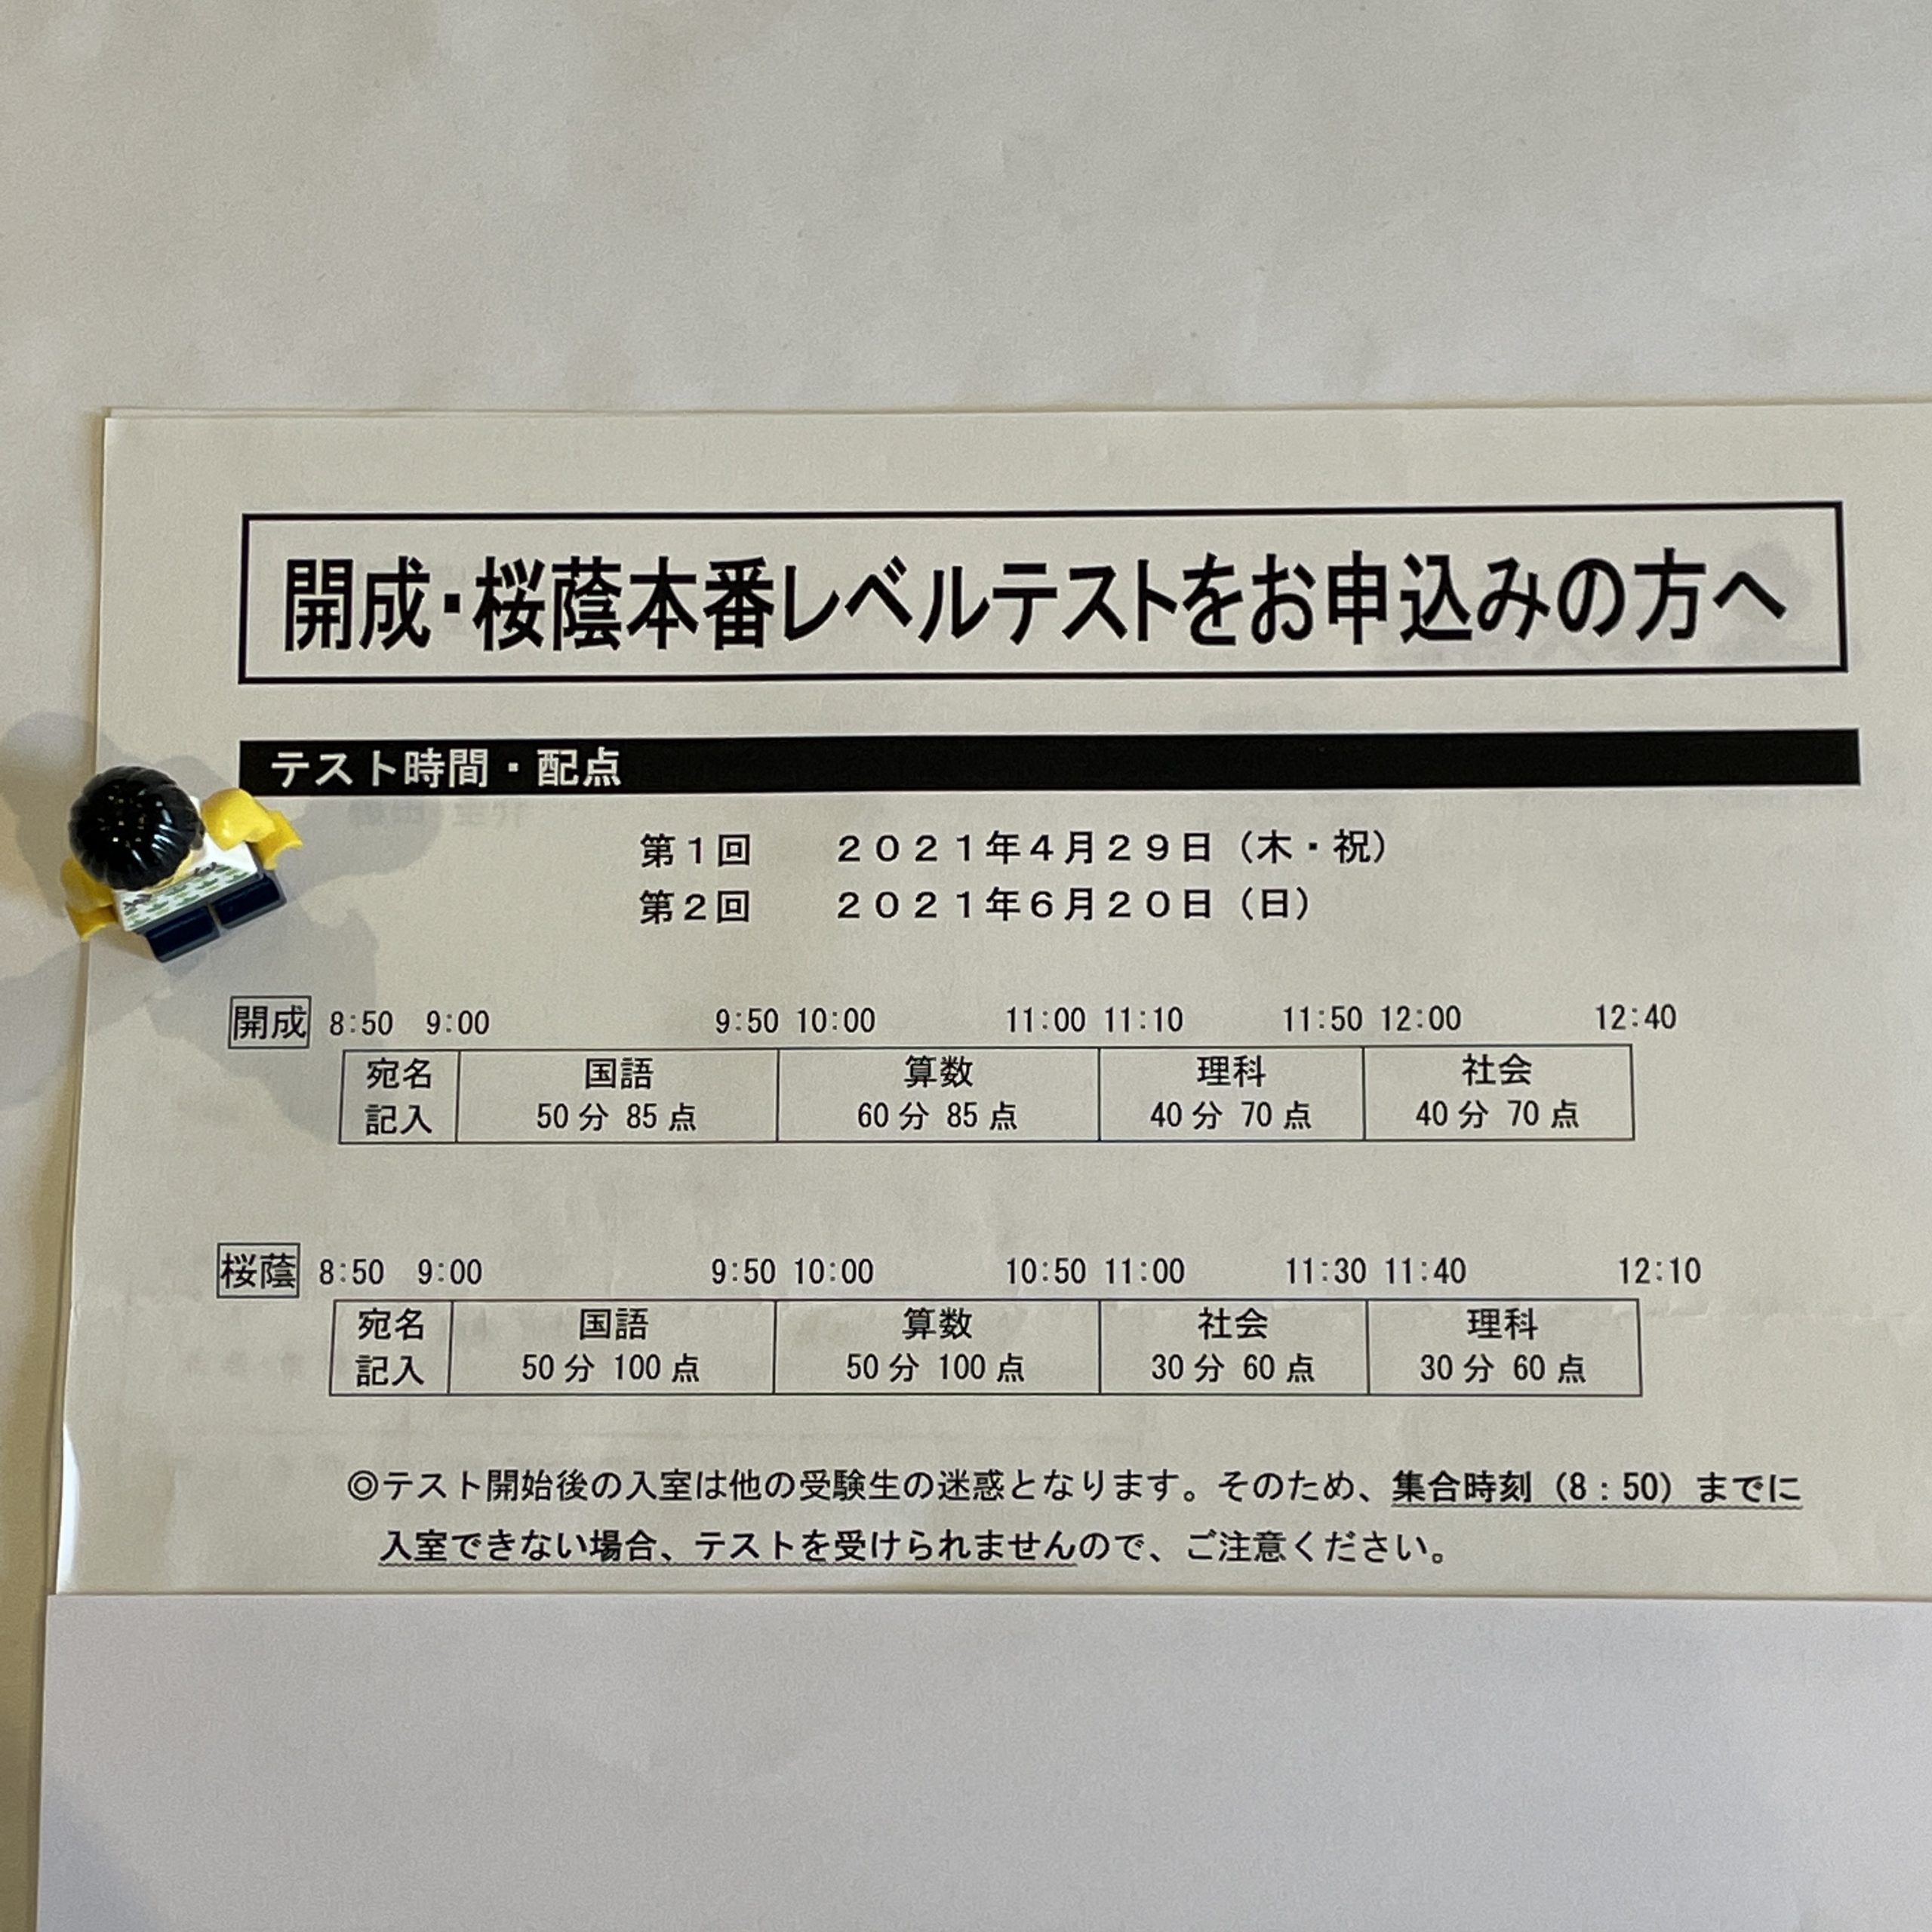 開成・桜蔭本番レベルテストをお申込みの方へ
テスト時間・配点
第1回 2021年4月29日（木・祝）
第2回 2021年6月20日（日）
開成 8:50 9:00 9:50 10:00 11:00 11:10 11:50 12:00 12:40
宛名 国語 算数 理科 社会
記入 50分 85点 60分 85点 40分 70点 40分 70点
桜蔭 8:50 9:00 9:50 10:00 10:50 11:00 11:30 11:40 12:10
宛名 国語 算数 社会 理科
記入 50分 100点 50分 100点 30分 60点 30分 60点
◎テスト開始後の入室は他の受験生の迷惑となります。そのため、集合時刻（8：50）までに
入室できない場合、テストを受けられませんので、ご注意ください。